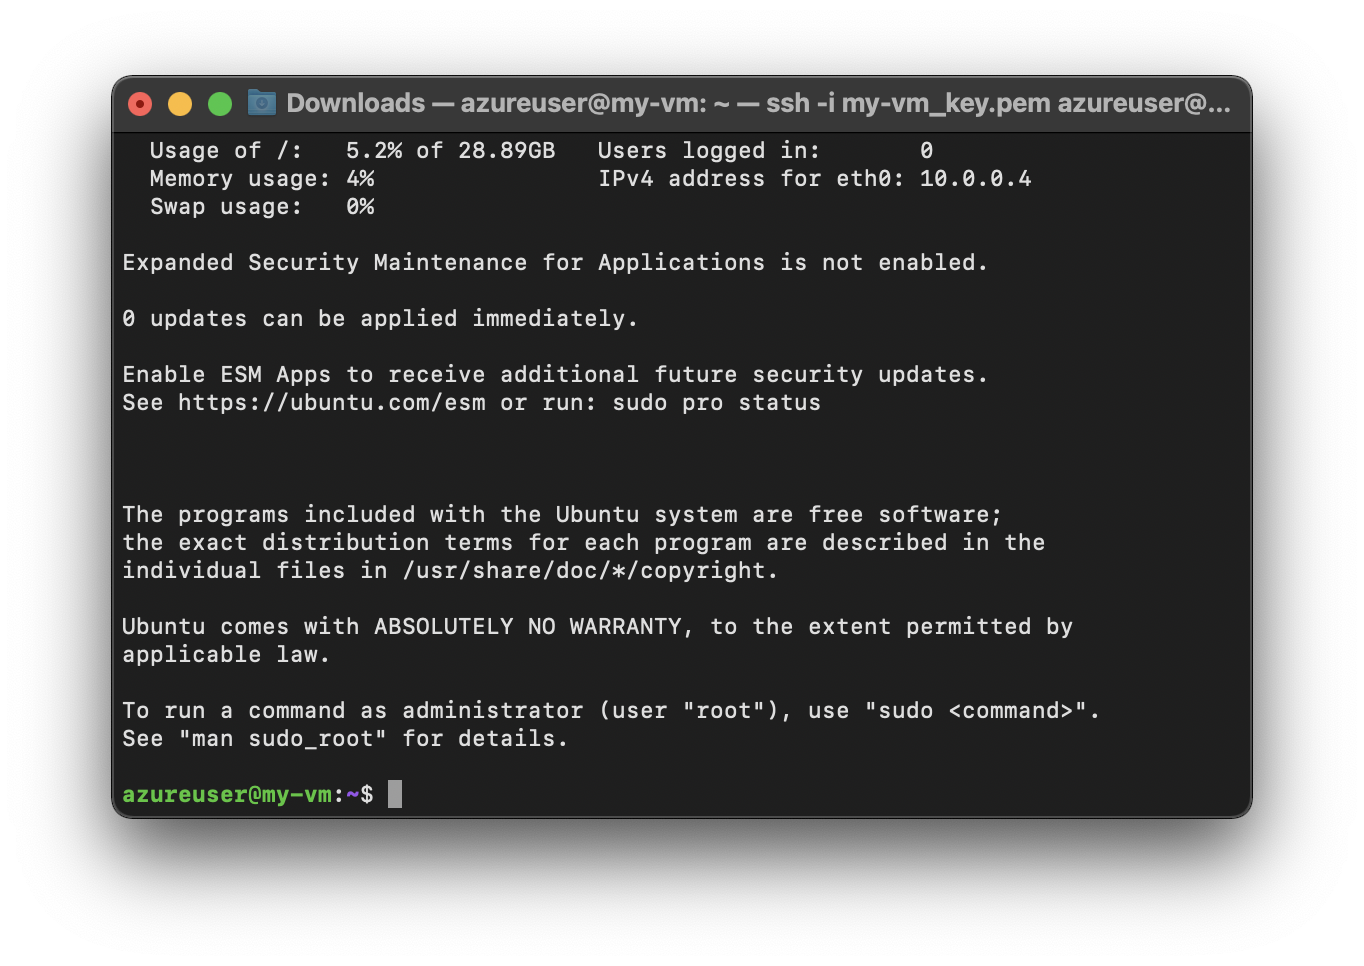 Downloads — azureuser@my-vm: ~ — ssh -i my-vm_key.pem azureuser@...
Usage of /: 5.2% of 28.89GB Users logged in: 0
Memory usage: 4% IPv4 address for eth0: 10.0.0.4
Swap usage: 0%
Expanded Security Maintenance for Applications is not enabled.
0 updates can be applied immediately.
Enable ESM Apps to receive additional future security updates.
See https://ubuntu.com/esm or run: sudo pro status
The programs included with the Ubuntu system are free software;
the exact distribution terms for each program are described in the
individual files in /usr/share/doc/*/copyright.
Ubuntu comes with ABSOLUTELY NO WARRANTY, to the extent permitted by
applicable law.
To run a command as administrator (user "root"), use "sudo <command>".
See "man sudo_root" for details.
azureuser@my-vm:~$